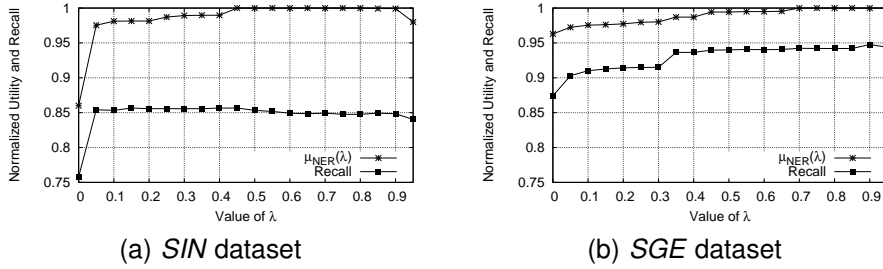 Normalized Utility and Recall
1
0.95
0.9
0.85
0.8
0.75
0 0.1 0.2 0.3 0.4 0.5 0.6 0.7 0.8 0.9
Value of λ
μNER(λ)
Recall
(a) SIN dataset
Normalized Utility and Recall
1
0.95
0.9
0.85
0.8
0.75
0 0.1 0.2 0.3 0.4 0.5 0.6 0.7 0.8 0.9
Value of λ
μNER(λ)
Recall
(b) SGE dataset